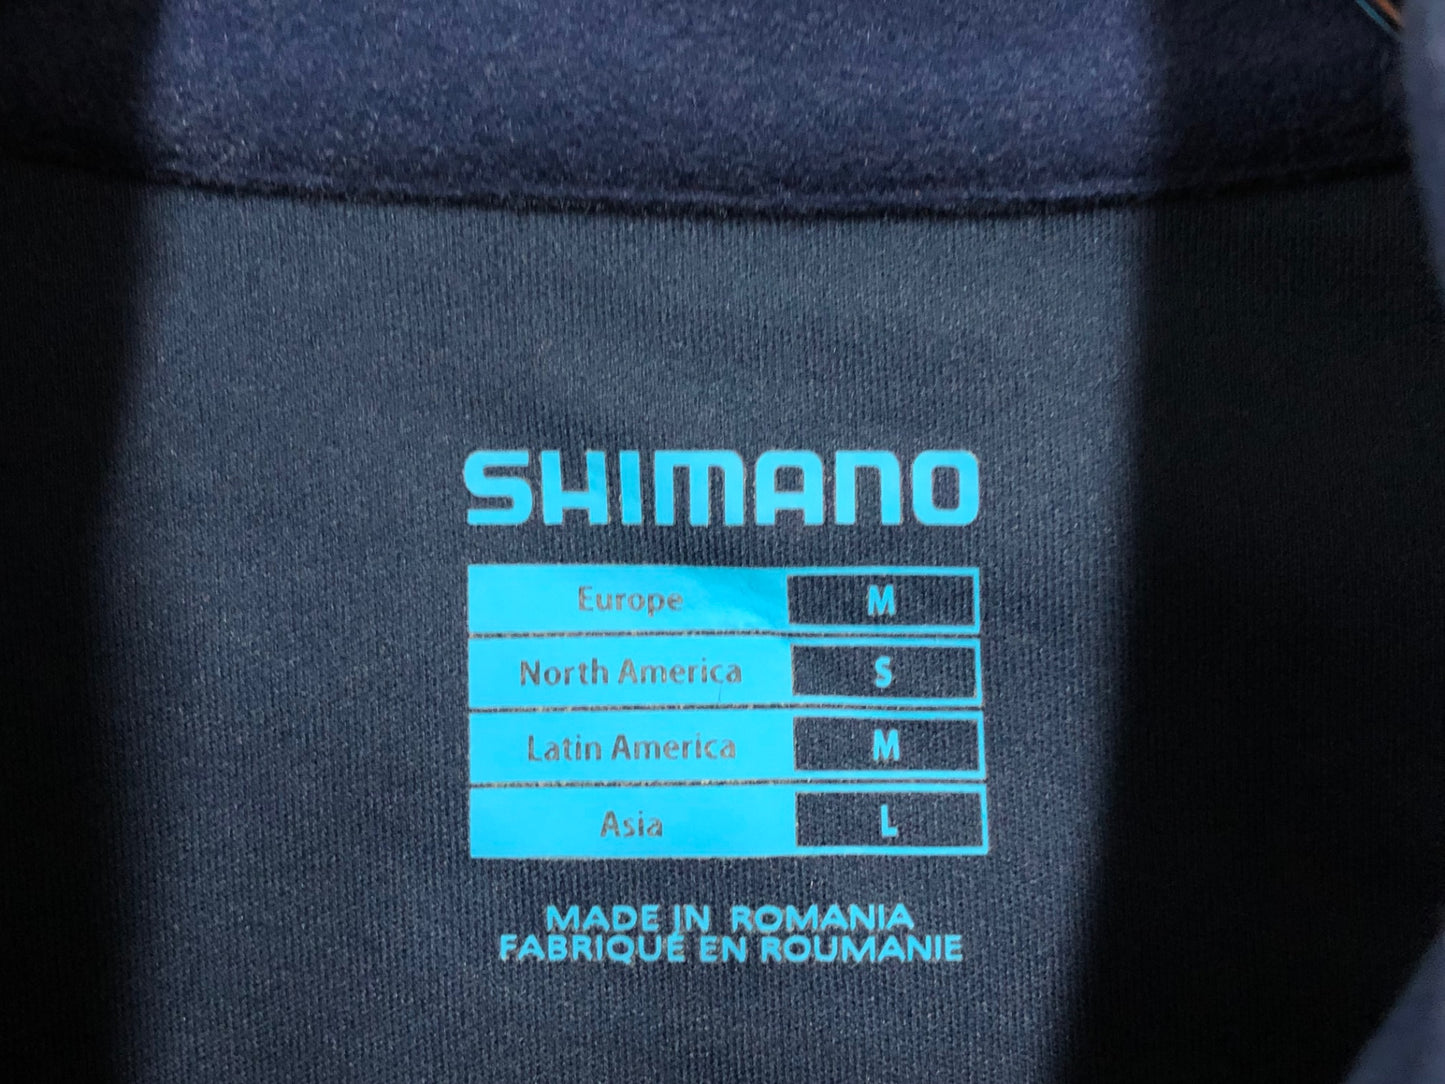 SHIMANO
Europe M
North America S
Latin America M
Asia L
MADE IN ROMANIA
FABRIQUÉ EN ROUMANIE